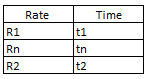 Rate Time
R1 t1
Rn tn
R2 t2